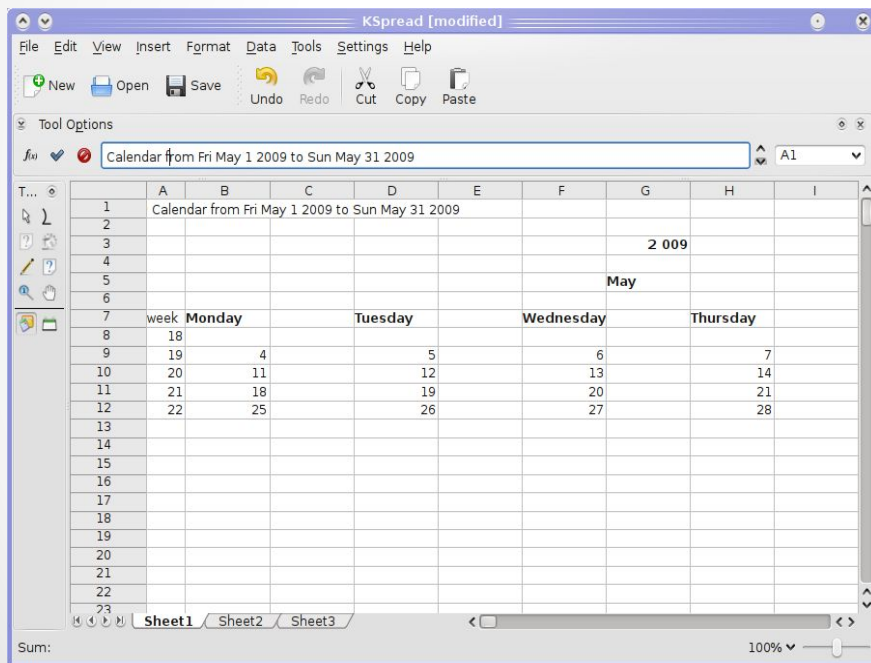 KSpread [modified]
File Edit View Insert Format Data Tools Settings Help
New Open Save Undo Redo Cut Copy Paste
Tool Options
f(x) Calendar from Fri May 1 2009 to Sun May 31 2009 A1
T... A B C D E F G H I
1 Calendar from Fri May 1 2009 to Sun May 31 2009
2
3 2 009
4
5 May
6
7 week Monday Tuesday Wednesday Thursday
8 18
9 19 4 5 6 7
10 20 11 12 13 14
11 21 18 19 20 21
12 22 25 26 27 28
13
14
15
16
17
18
19
20
21
22
23
Sheet1 Sheet2 Sheet3
Sum: 100%